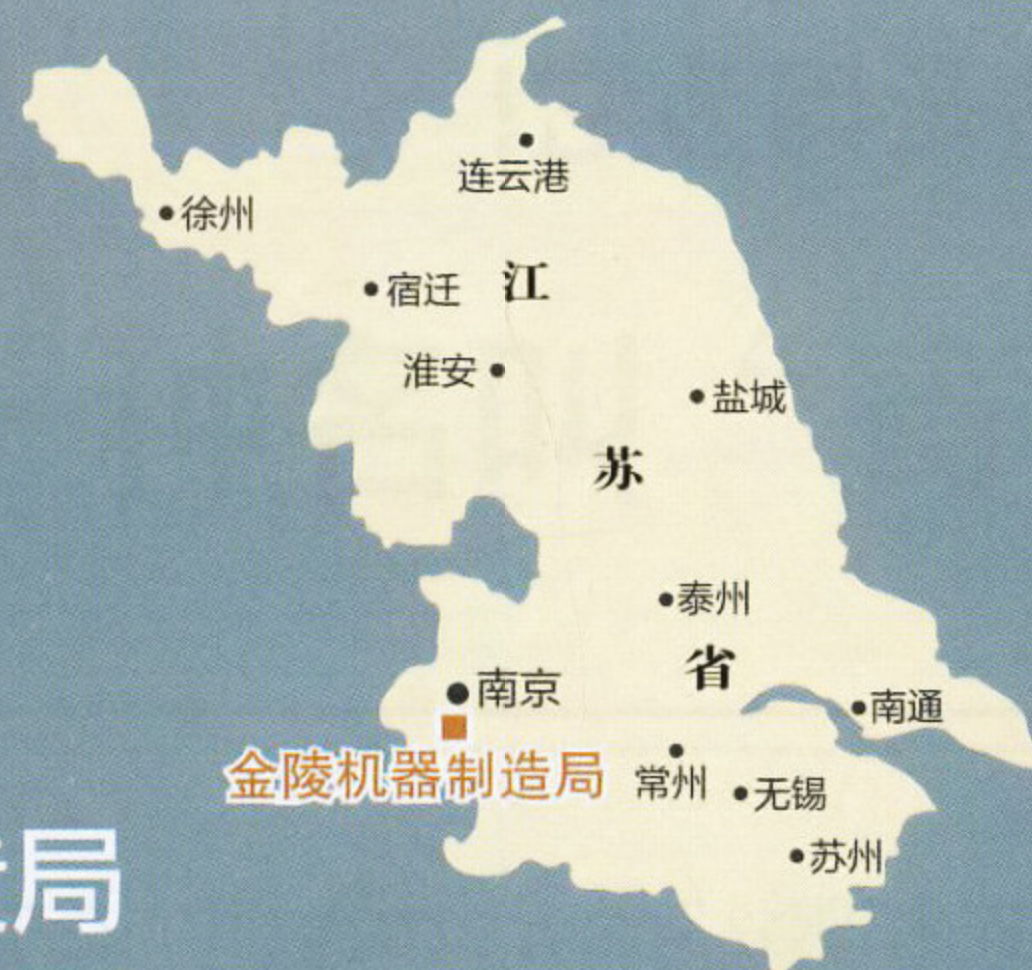 连云港
徐州
宿迁
江
淮安
盐城
苏
泰州
省
南京
南通
金陵机器制造局
常州
无锡
苏州
局